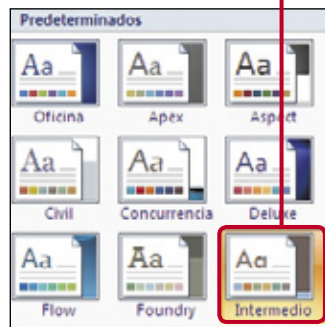 Predeterminados
Aa Aa Aa
Oficina Apex Aspect
Aa Aa Aa
Civil Concurrencia Deluxe
Aa Aa Aa
Flow Foundry Intermedio